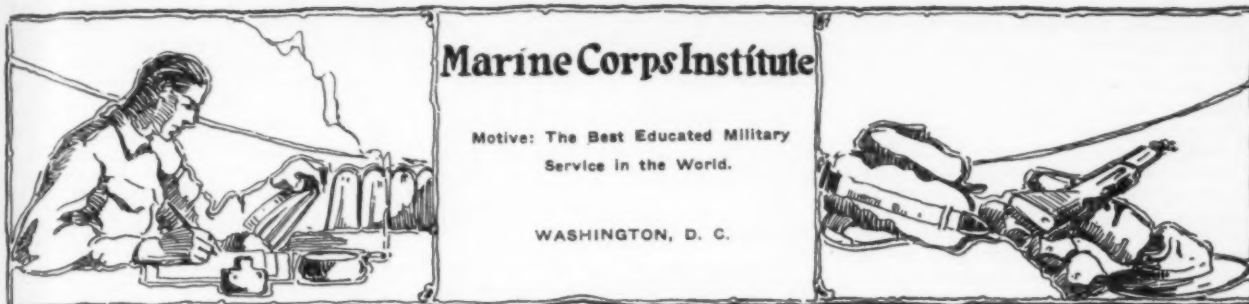 Marine Corps Institute
Motive: The Best Educated Military
Service in the World.
WASHINGTON, D. C.